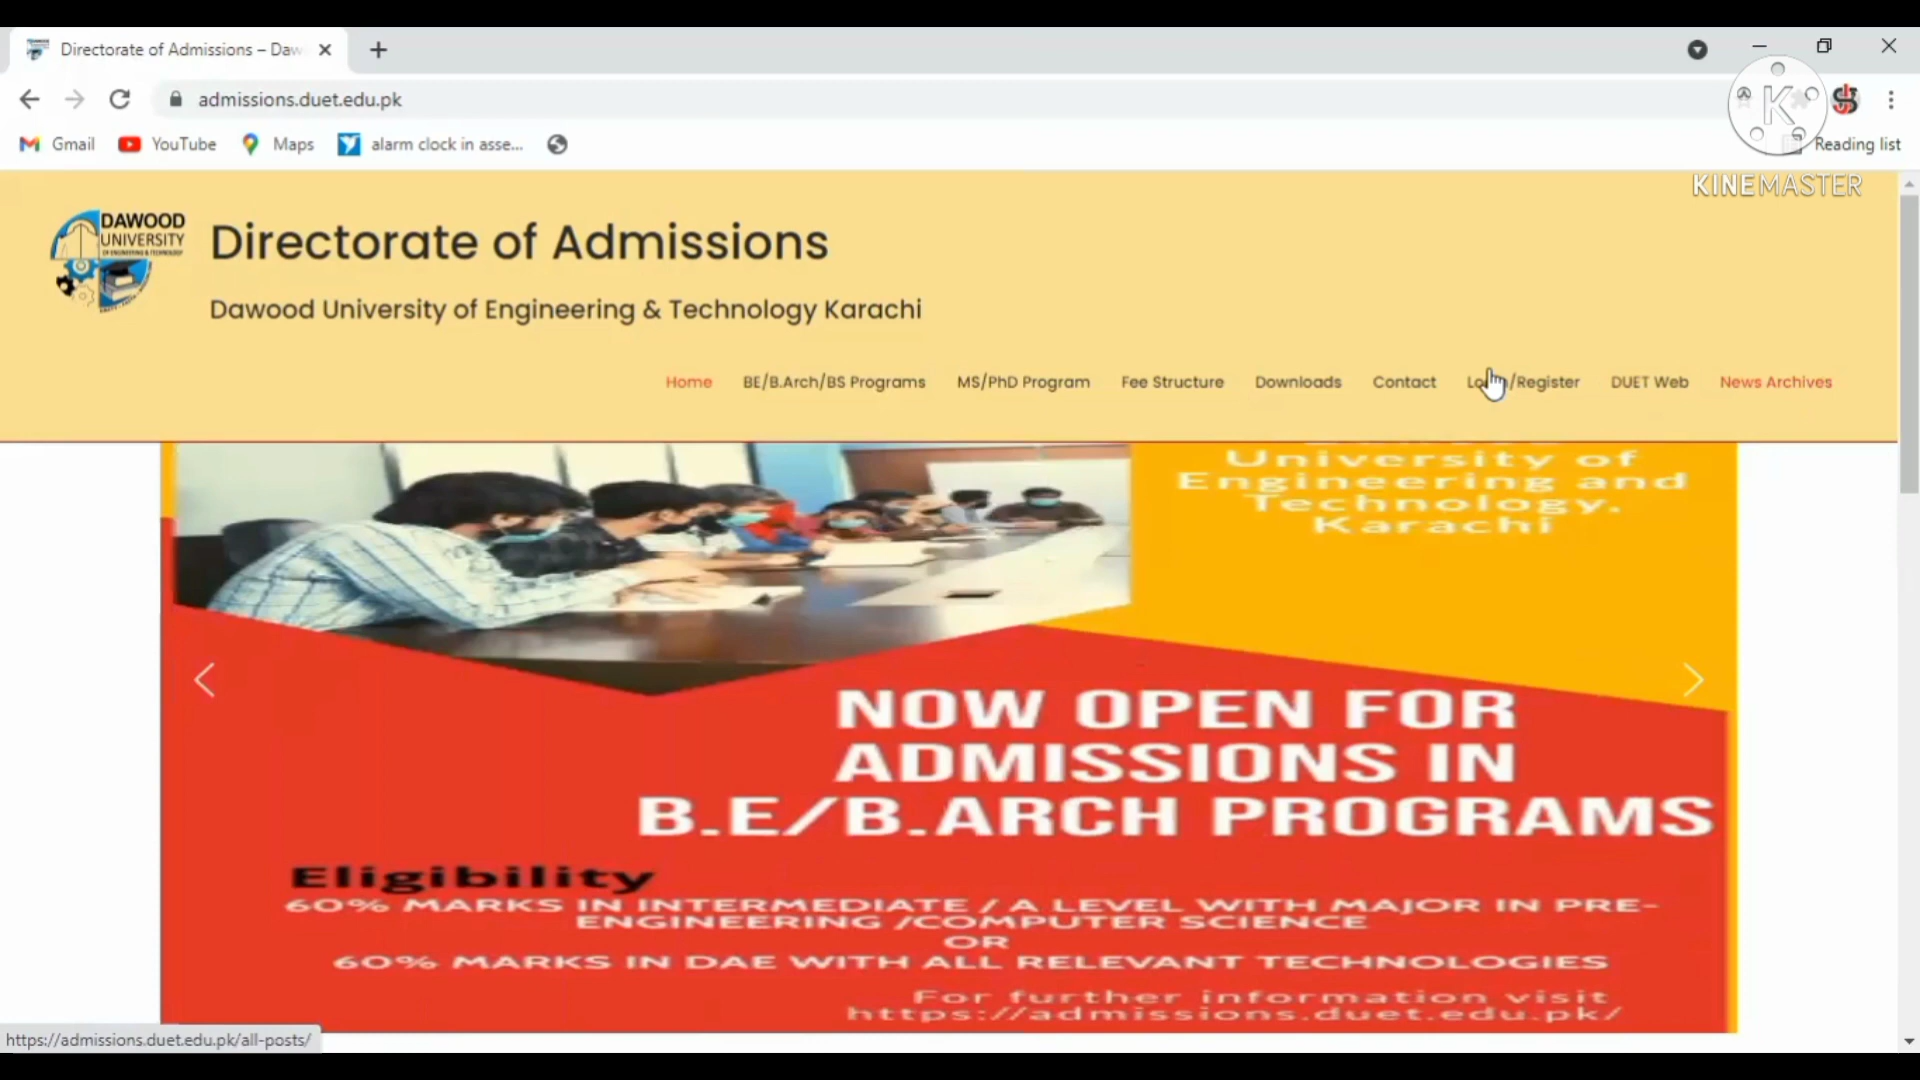 Directorate of Admissions – Daw
admissions.duet.edu.pk
Gmail
YouTube
Maps
alarm clock in asse...
Reading list
K
KINEMASTER
DAWOOD
UNIVERSITY
OF ENGINEERING & TECHNOLOGY
Directorate of Admissions
Dawood University of Engineering & Technology Karachi
Home
BE/B.Arch/BS Programs
MS/PhD Program
Fee Structure
Downloads
Contact
/Register
DUET Web
News Archives
University of
Engineering and
Technology.
Karachi
NOW OPEN FOR
ADMISSIONS IN
B.E/B.ARCH PROGRAMS
Eligibility
60% MARKS IN INTERMEDIATE / A LEVEL WITH MAJOR IN PRE-
ENGINEERING /COMPUTER SCIENCE
OR
60% MARKS IN DAE WITH ALL RELEVANT TECHNOLOGIES
For further information visit
https://admissions.duet.edu.pk/
https://admissions.duet.edu.pk/all-posts/